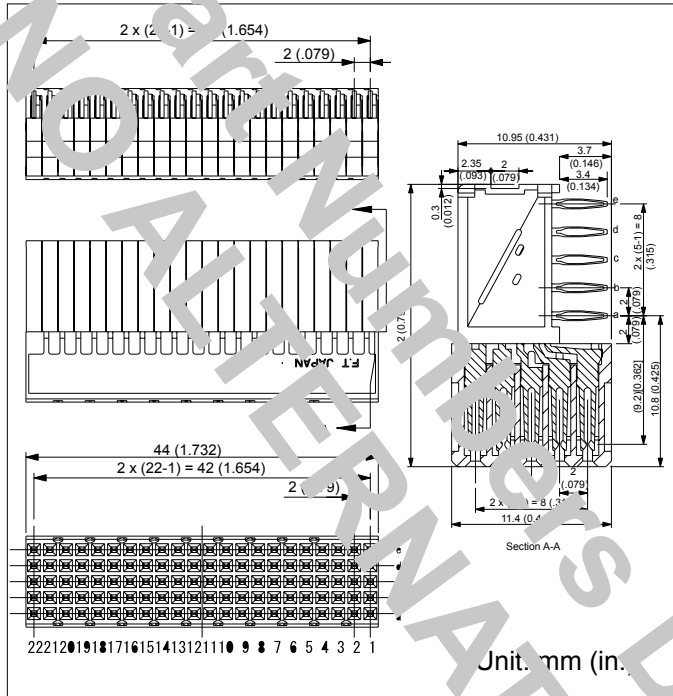 2 x (2 -1) = (1.654)
2 (.079)
10.95 (0.431)
2.35
(.093)
2
(.079)
3.7
(0.146)
3.4
(0.134)
0.3
(0.012)
e
d
c
b
a
2 x (5-1) = 8
(.315)
2
(.079)
2
(.079)
(9.2)[0.362]
10.8 (0.425)
F.T JAPAN
44 (1.732)
2 x (22-1) = 42 (1.654)
2
(.079)
2 x = 8
11.4
Section A-A
e
22 21 20 19 18 17 16 15 14 13 12 11 10 9 8 7 6 5 4 3 2 1
Unit: mm (in.)
art Numbers
NO ALTERNAT